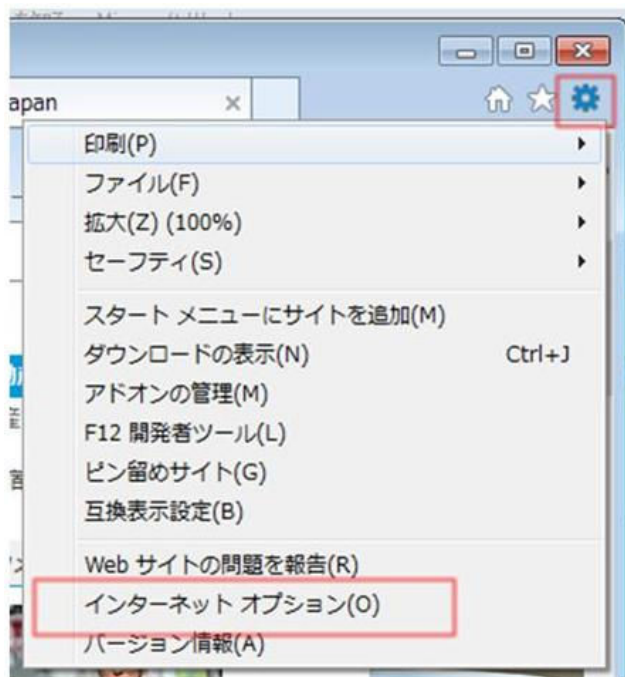 apan
印刷(P)
ファイル(F)
拡大(Z) (100%)
セーフティ(S)
スタート メニューにサイトを追加(M)
ダウンロードの表示(N) Ctrl+J
アドオンの管理(M)
F12 開発者ツール(L)
ピン留めサイト(G)
互換表示設定(B)
Web サイトの問題を報告(R)
インターネット オプション(O)
バージョン情報(A)